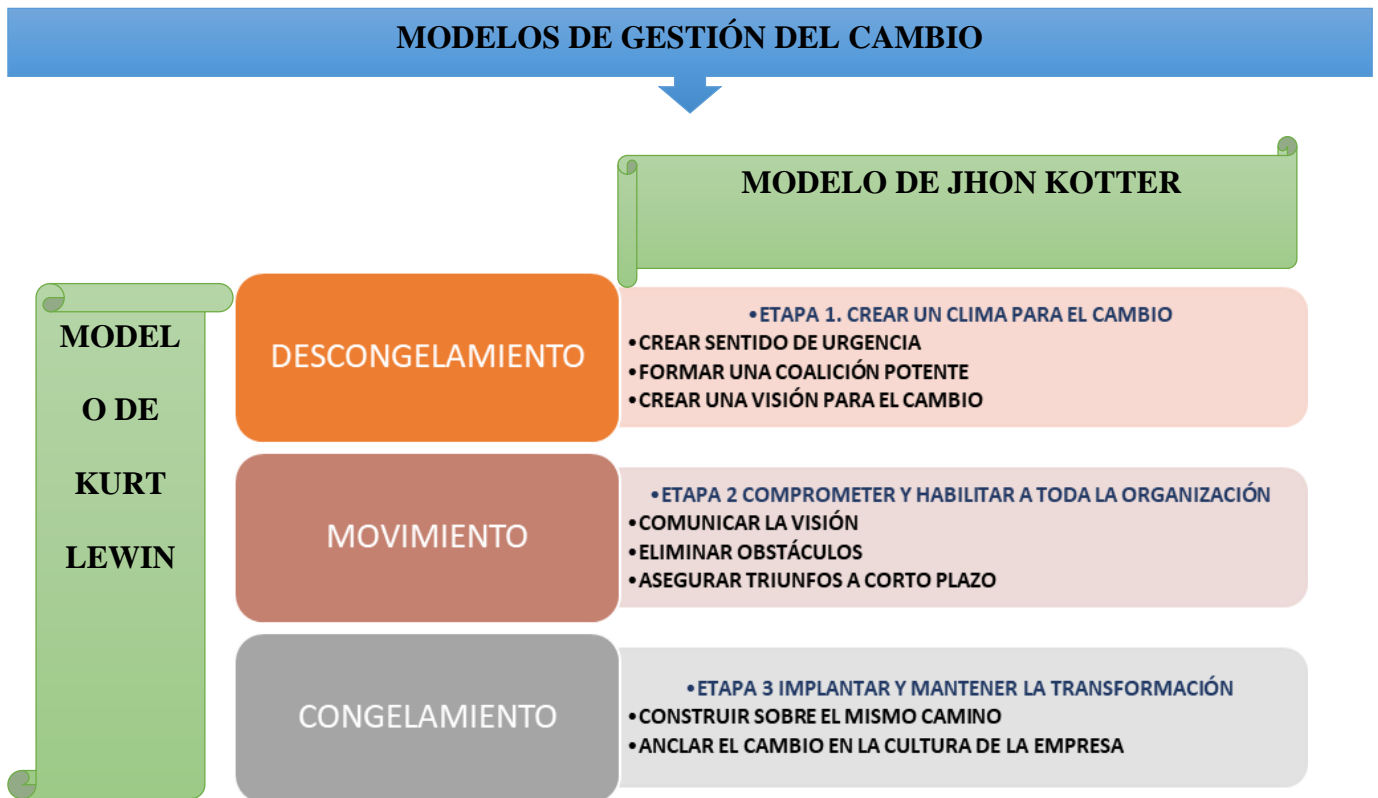 MODELOS DE GESTIÓN DEL CAMBIO
MODELO DE JHON KOTTER
MODEL
O DE
KURT
LEWIN
DESCONGELAMIENTO
•ETAPA 1. CREAR UN CLIMA PARA EL CAMBIO
•CREAR SENTIDO DE URGENCIA
•FORMAR UNA COALICIÓN POTENTE
•CREAR UNA VISIÓN PARA EL CAMBIO
MOVIMIENTO
•ETAPA 2 COMPROMETER Y HABILITAR A TODA LA ORGANIZACIÓN
•COMUNICAR LA VISIÓN
•ELIMINAR OBSTÁCULOS
•ASEGURAR TRIUNFOS A CORTO PLAZO
CONGELAMIENTO
•ETAPA 3 IMPLANTAR Y MANTENER LA TRANSFORMACIÓN
•CONSTRUIR SOBRE EL MISMO CAMINO
•ANCLAR EL CAMBIO EN LA CULTURA DE LA EMPRESA